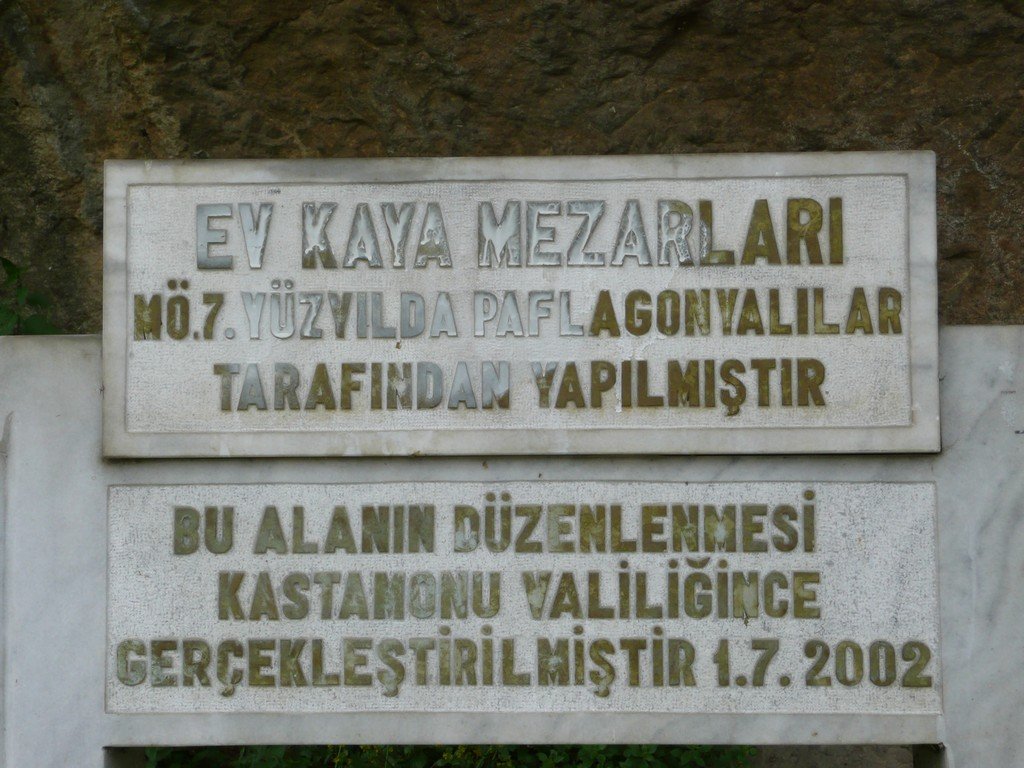 EV KAYA MEZARLARI
MÖ.7.YÜZYILDA PAFLAGONYALILAR
TARAFINDAN YAPILMIŞTIR
BU ALANIN DÜZENLENMESİ
KASTAMONU VALİLİĞİNCE
GERÇEKLEŞTİRİLMİŞTİR 1.7.2002